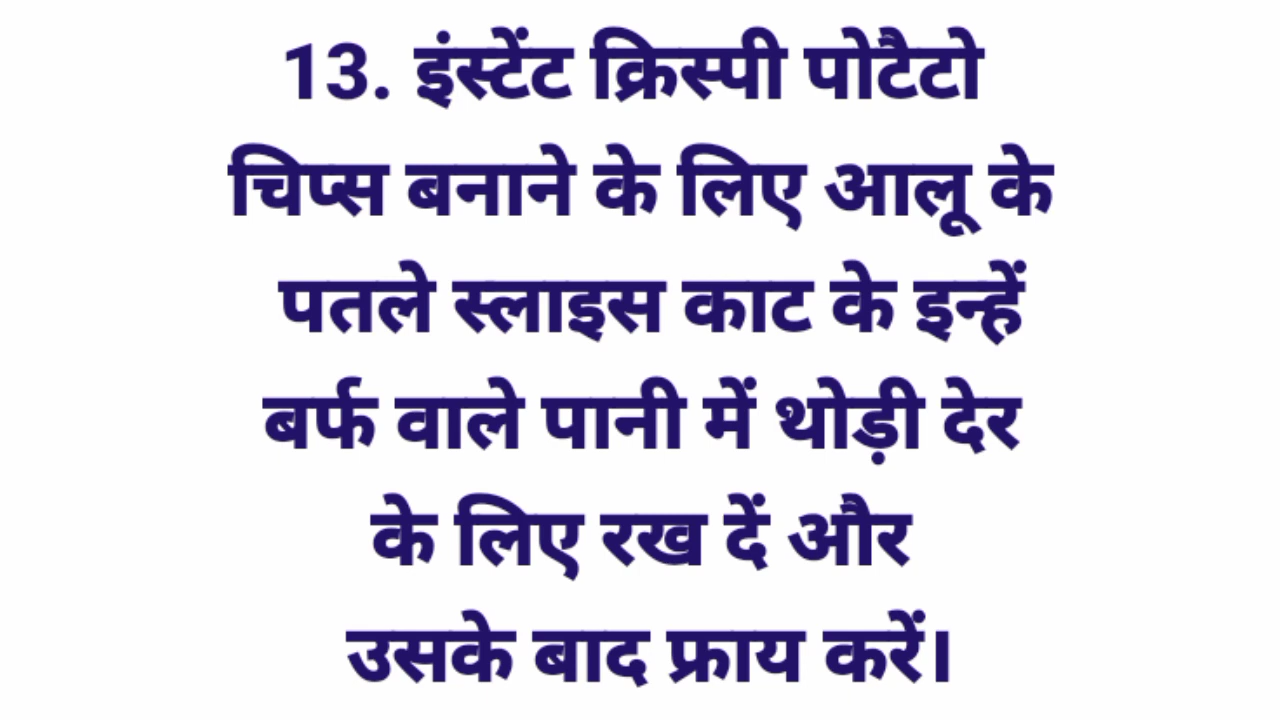 13. इंस्टेंट क्रिस्पी पोटैटो
चिप्स बनाने के लिए आलू के
पतले स्लाइस काट के इन्हें
बर्फ वाले पानी में थोड़ी देर
के लिए रख दें और
उसके बाद फ्राय करें।